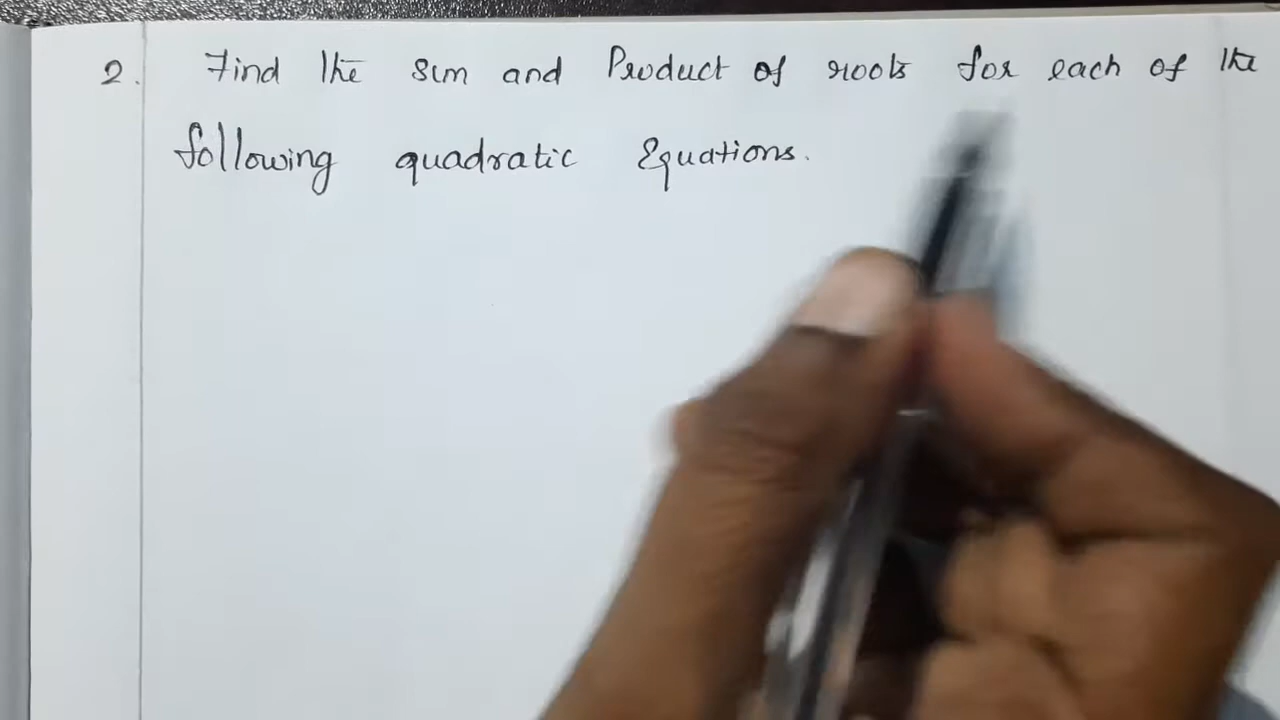 2. Find the sum and Product of roots for each of the
following quadratic Equations.